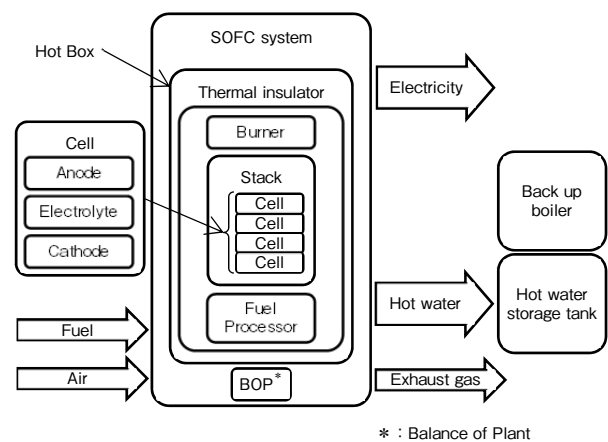 SOFC system
Hot Box
Thermal insulator
Electricity
Burner
Cell
Anode
Electrolyte
Cathode
Stack
Cell
Cell
Cell
Cell
Back up
boiler
Fuel
Processor
Hot water
Hot water
storage tank
Fuel
Air
BOP*
Exhaust gas
* : Balance of Plant